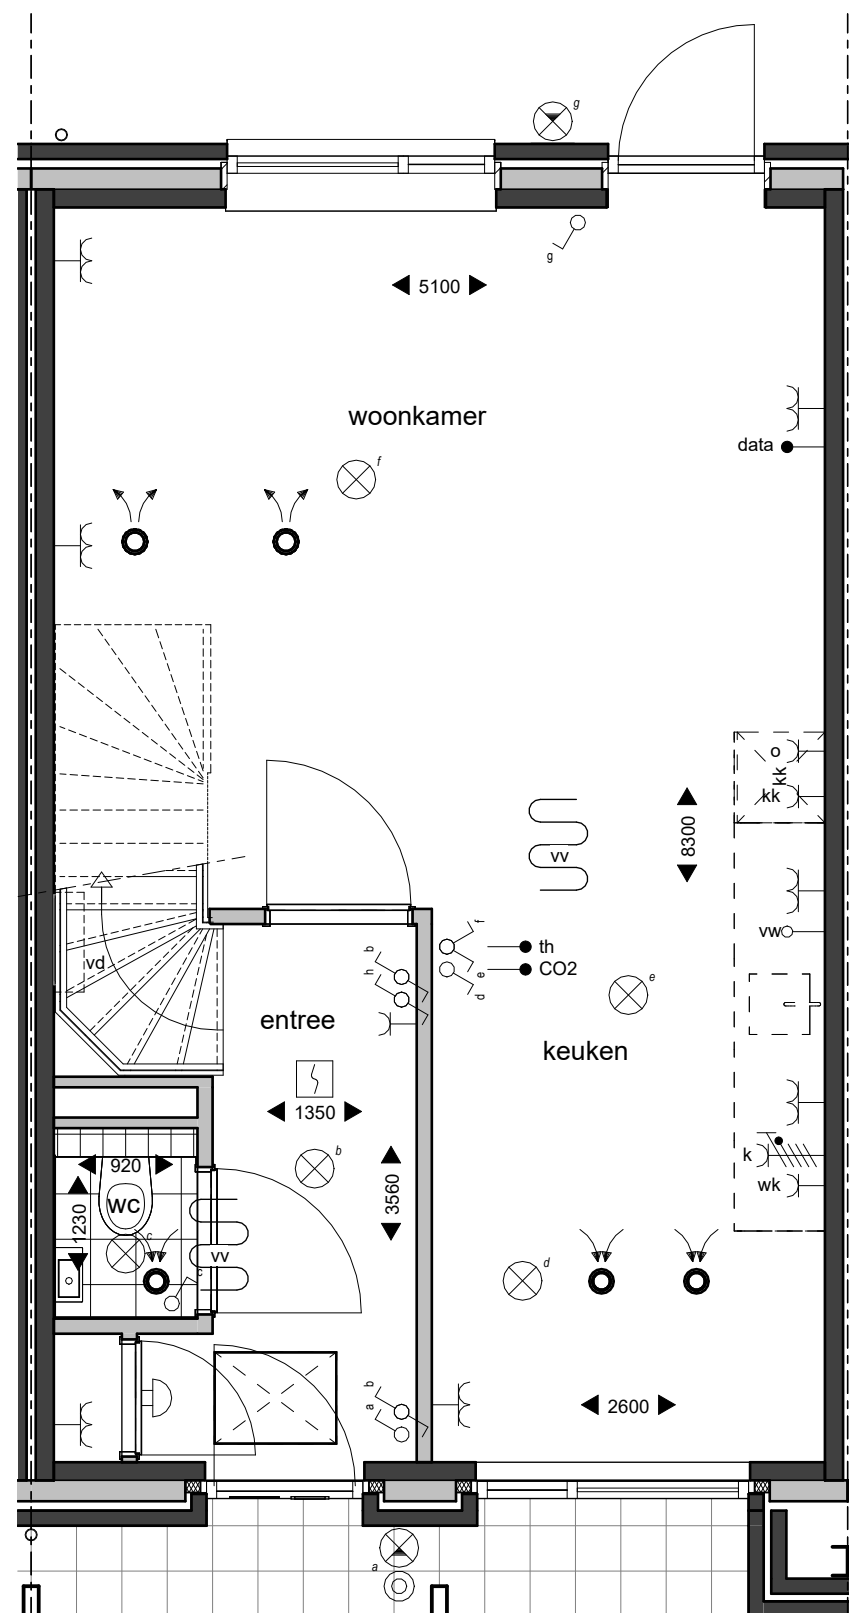 g
g
5100
woonkamer
data
f
o
kk
kk
8300
vv
vw
f
th
b
e
CO2
h
d
e
vd
entree
keuken
1350
k
b
920
wk
WC
3560
1230
c
vv
c
d
b
a
2600
a